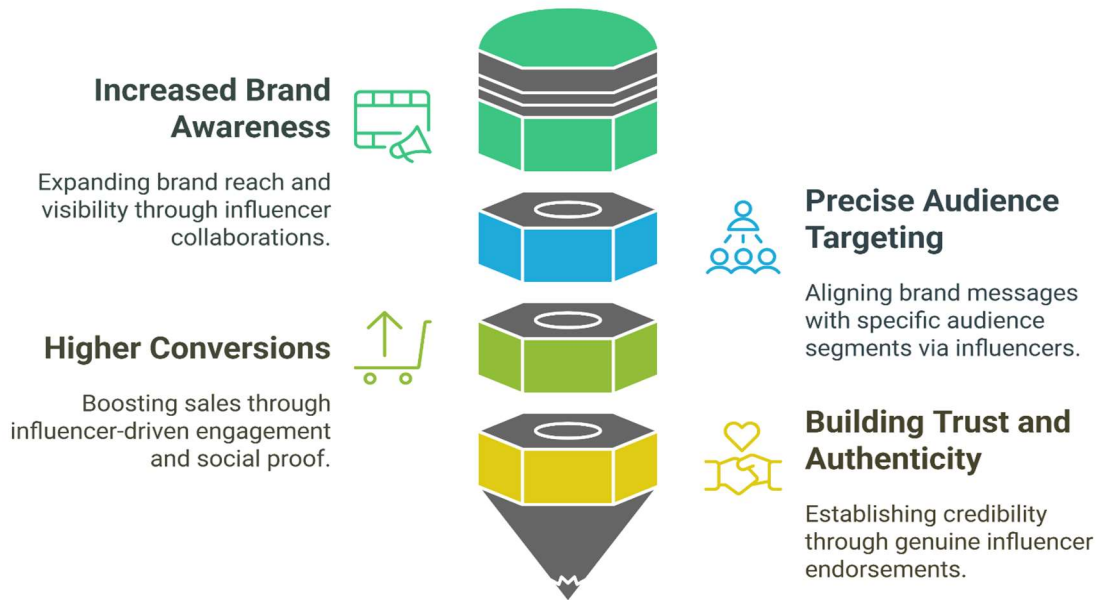 Increased Brand
Awareness
Expanding brand reach and
visibility through influencer
collaborations.
Precise Audience
Targeting
Aligning brand messages
with specific audience
segments via influencers.
Higher Conversions
Boosting sales through
influencer-driven engagement
and social proof.
Building Trust and
Authenticity
Establishing credibility
through genuine influencer
endorsements.